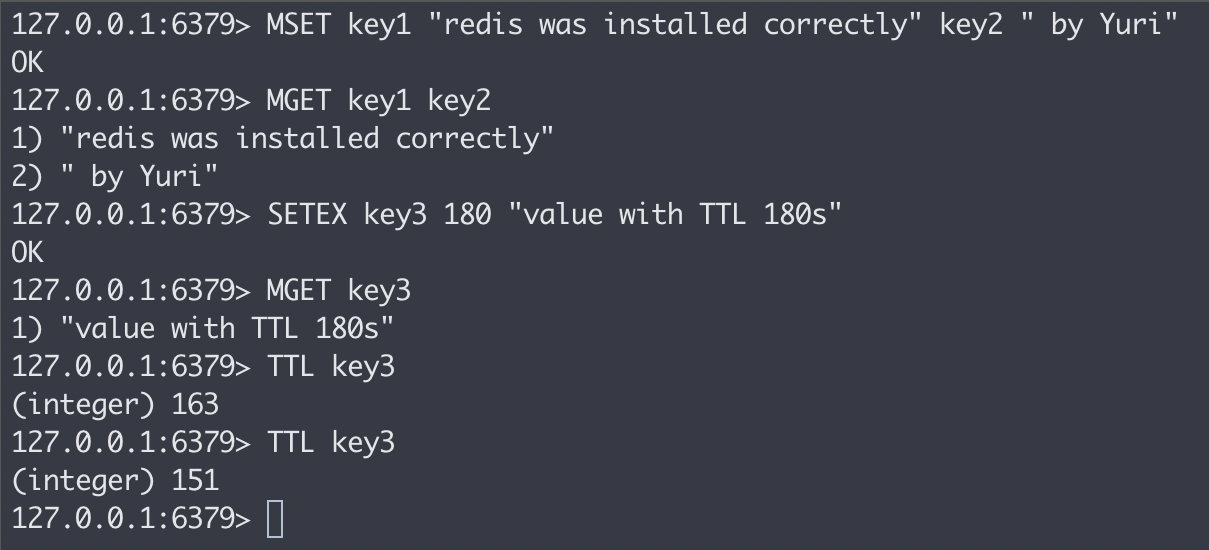 127.0.0.1:6379> MSET key1 "redis was installed correctly" key2 " by Yuri"
OK
127.0.0.1:6379> MGET key1 key2
1) "redis was installed correctly"
2) " by Yuri"
127.0.0.1:6379> SETEX key3 180 "value with TTL 180s"
OK
127.0.0.1:6379> MGET key3
1) "value with TTL 180s"
127.0.0.1:6379> TTL key3
(integer) 163
127.0.0.1:6379> TTL key3
(integer) 151
127.0.0.1:6379>